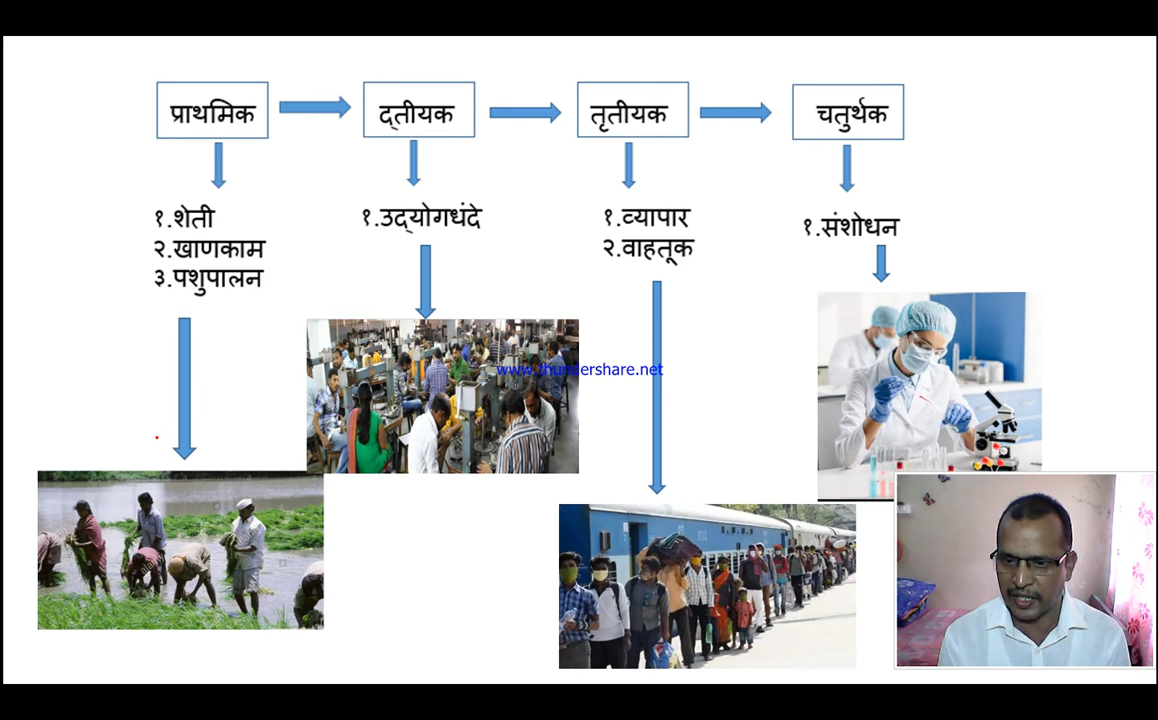 प्राथमिक
द्तीयक
तृतीयक
चतुर्थक
१.शेती
२.खाणकाम
३.पशुपालन
१.उद्योगधंदे
१.व्यापार
२.वाहतूक
१.संशोधन
www.thundershare.net